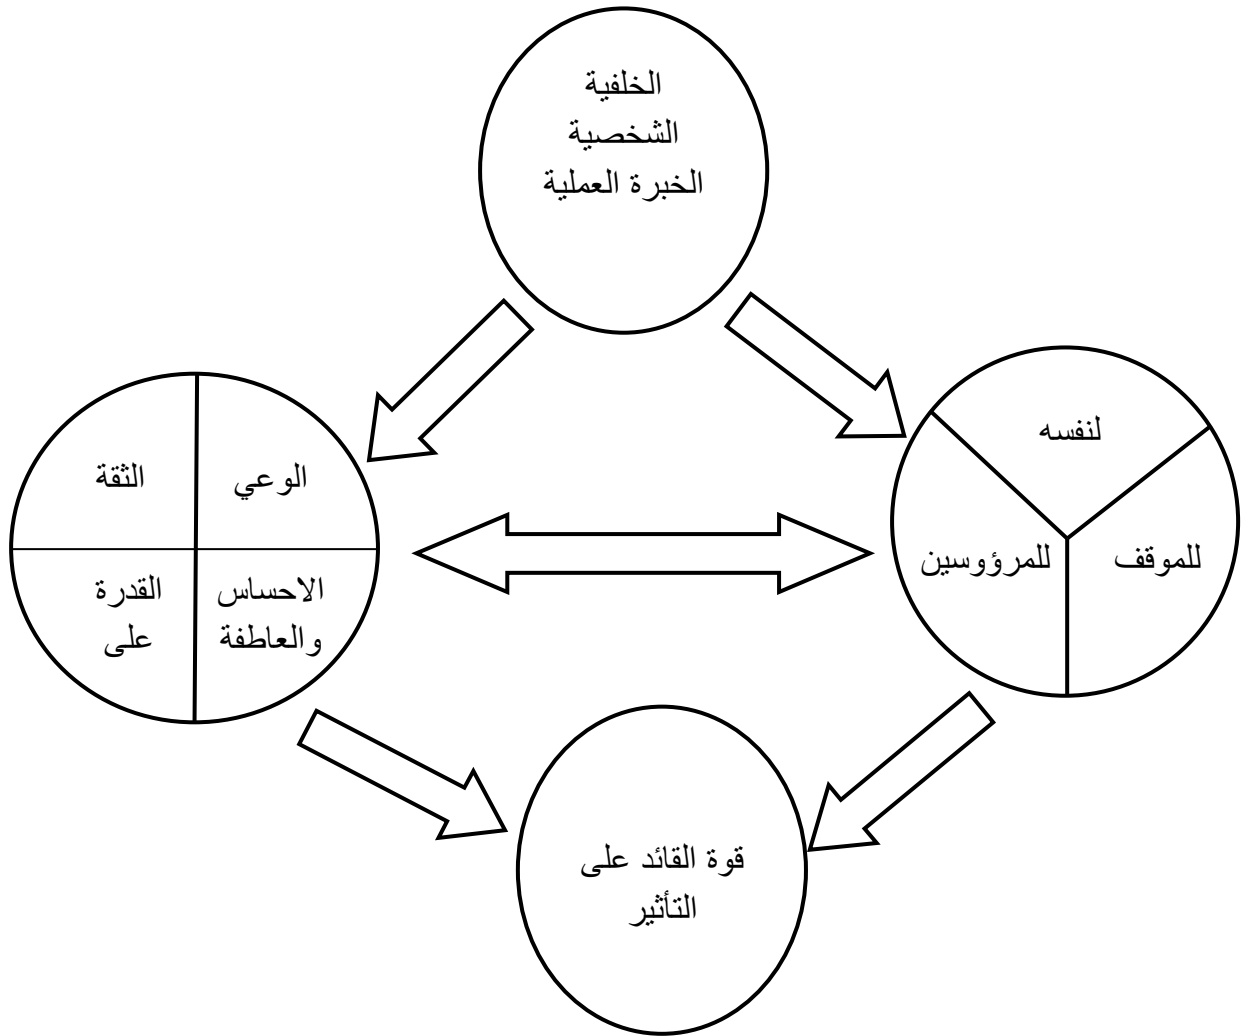 الخلفية
الشخصية
الخبرة العملية
لنفسه
للموقف
للمرؤوسين
الوعي
الثقة
الاحساس
والعاطفة
القدرة
على
قوة القائد على
التأثير